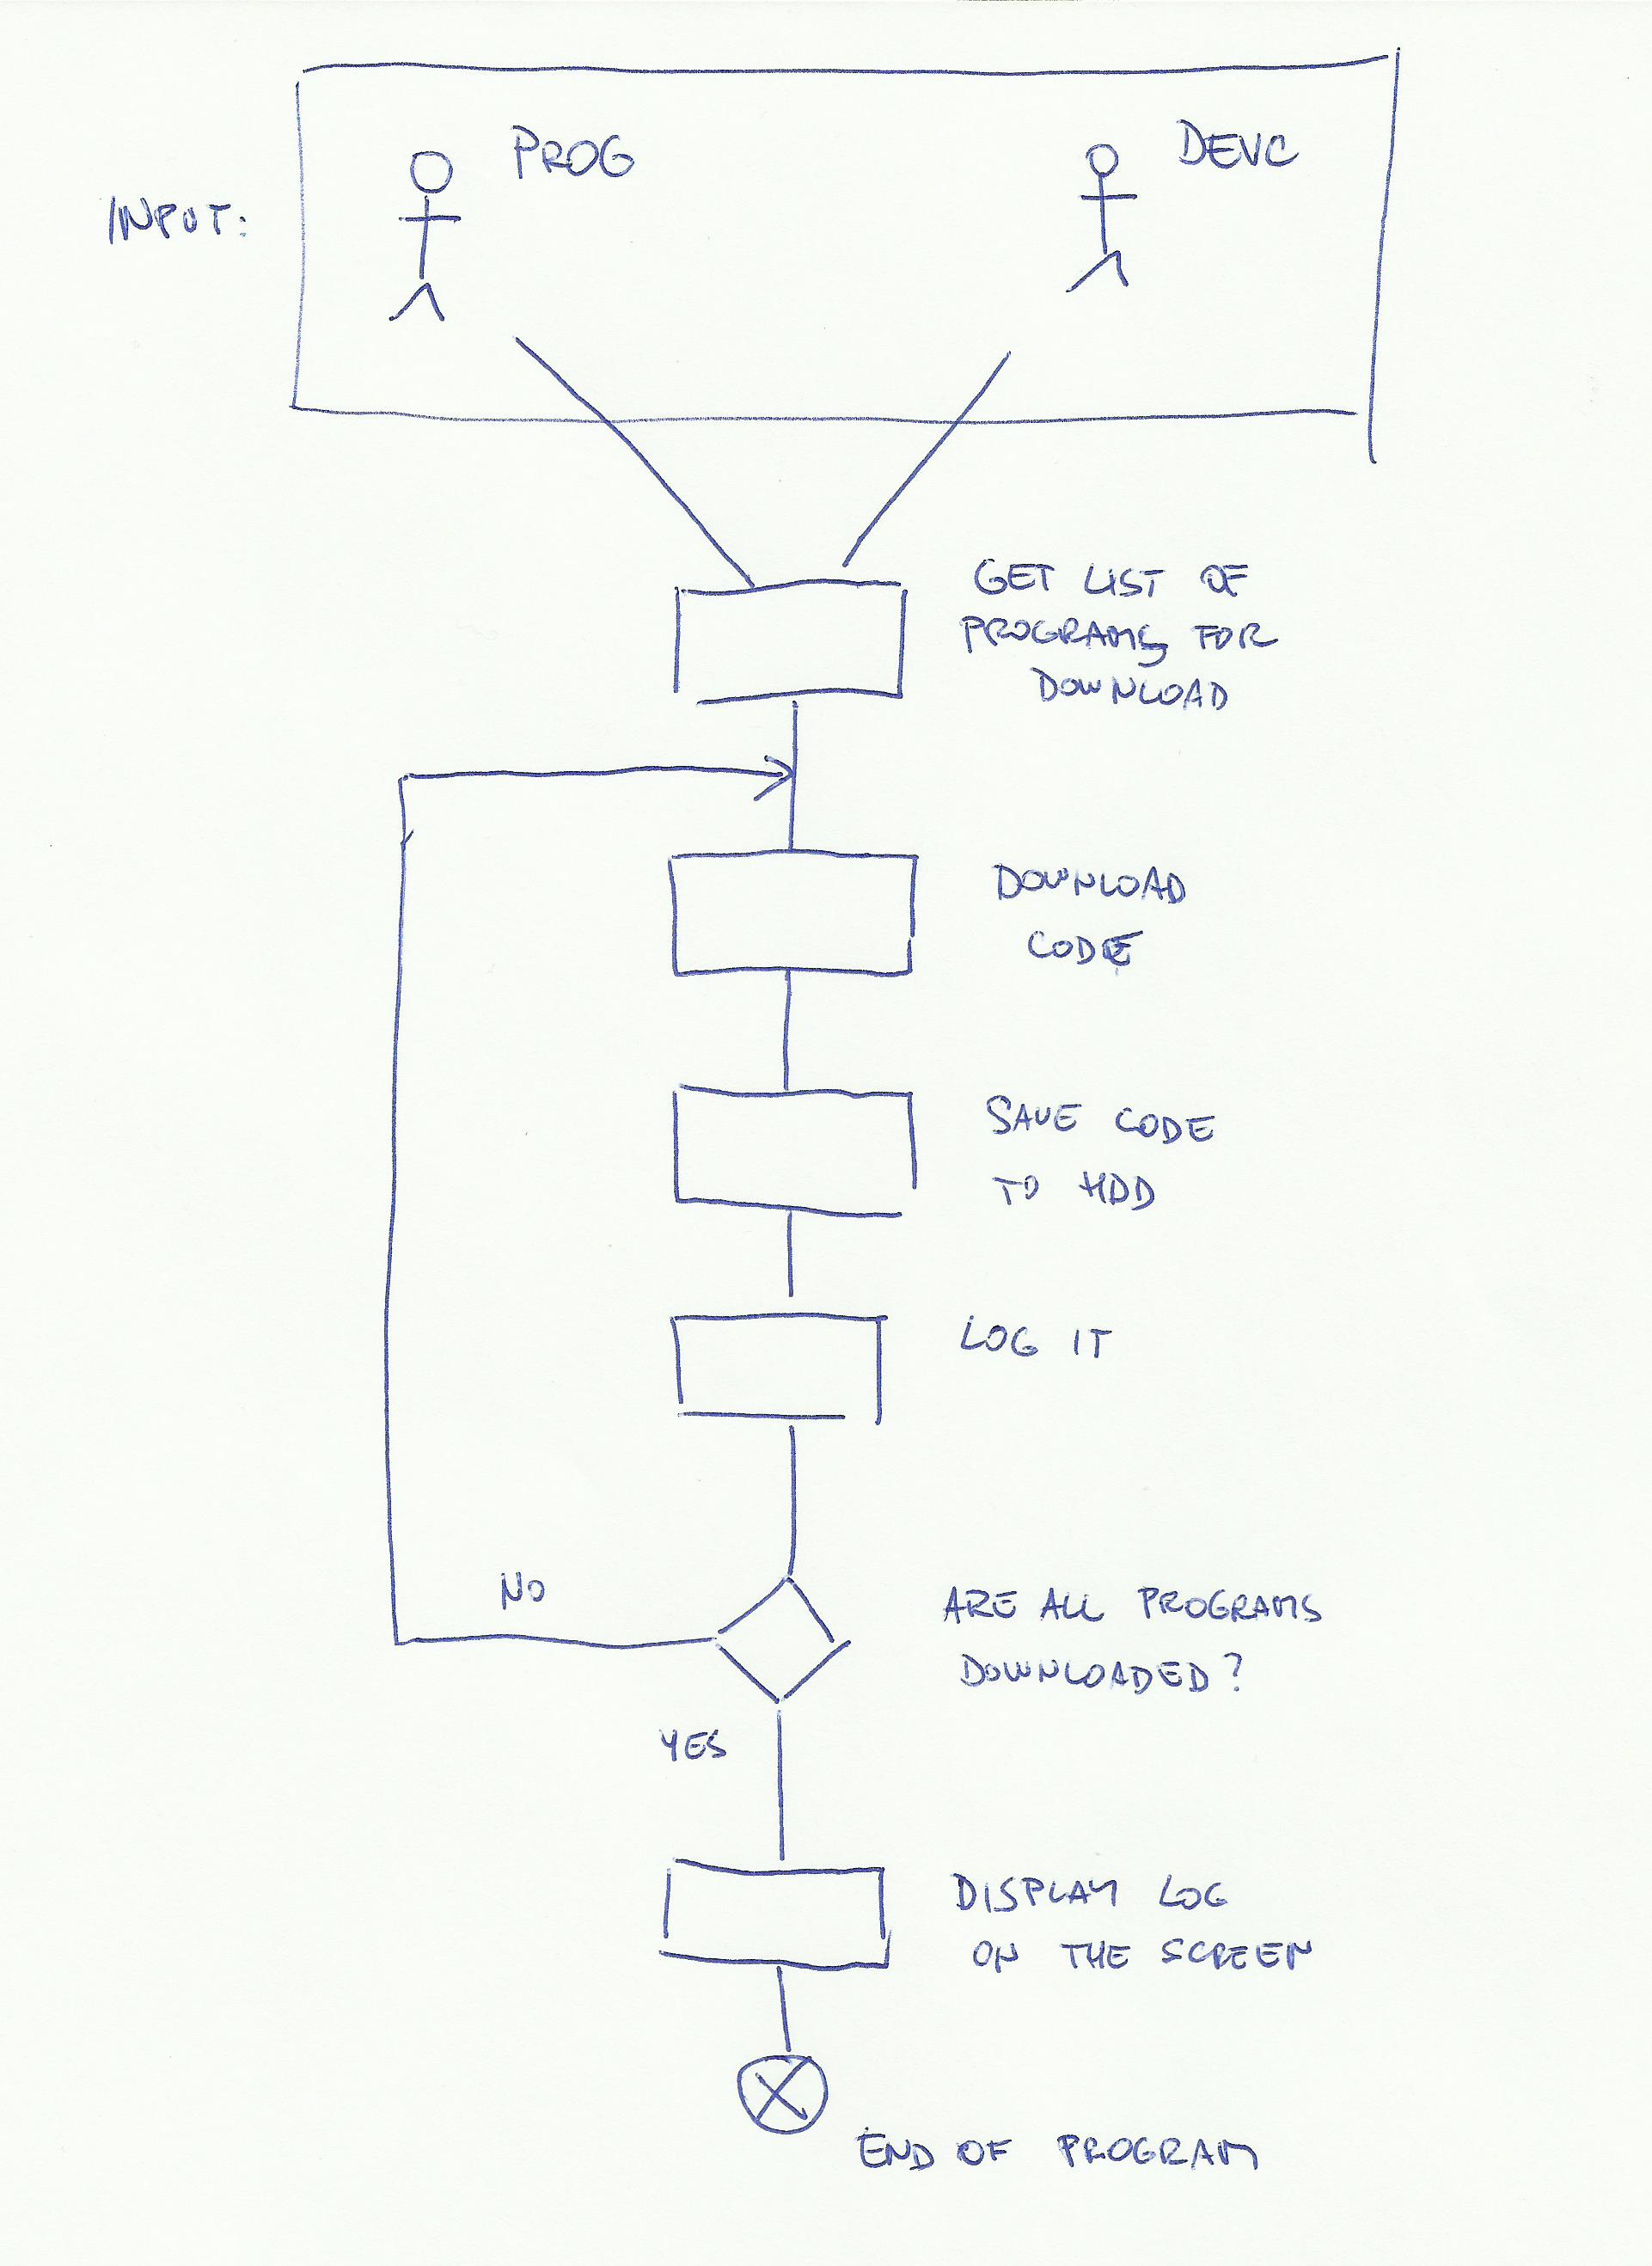 PROG
DEVC
INPUT:
GET LIST OF
PROGRAMS FOR
DOWNLOAD
DOWNLOAD
CODE
SAVE CODE
TO HDD
LOG IT
NO
ARE ALL PROGRAMS
DOWNLOADED?
YES
DISPLAY LOG
ON THE SCREEN
END OF PROGRAM